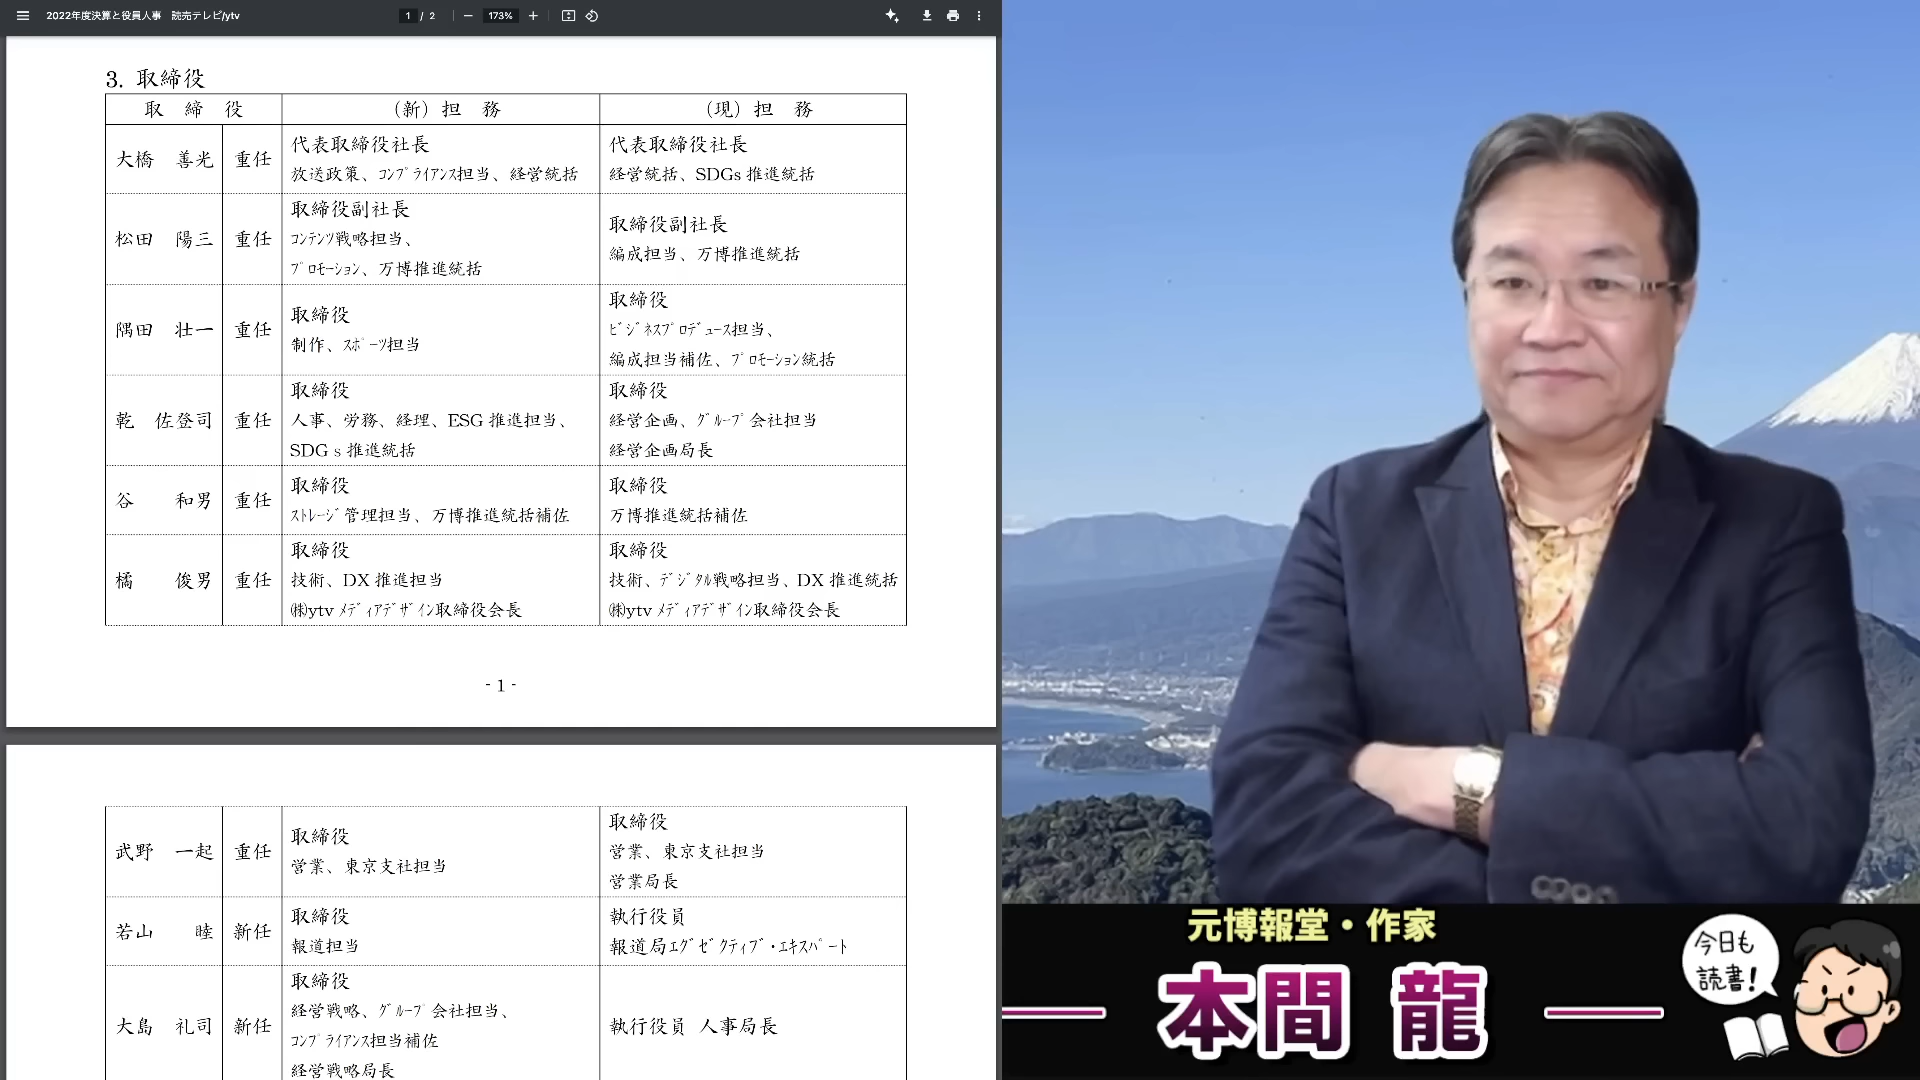 2022年度決算と役員人事　読売テレビ/ytv
1 / 2
173%
3. 取締役
取　締　役
（新）担　務
（現）担　務
大橋　善光
重任
代表取締役社長
放送政策、ｺﾝﾌﾟﾗｲｱﾝｽ担当、経営統括
代表取締役社長
経営統括、SDGs 推進統括
松田　陽三
重任
取締役副社長
ｺﾝﾃﾝﾂ戦略担当、
ﾌﾟﾛﾓｰｼｮﾝ、万博推進統括
取締役副社長
編成担当、万博推進統括
隅田　壮一
重任
取締役
制作、ｽﾎﾟｰﾂ担当
取締役
ﾋﾞｼﾞﾈｽﾌﾟﾛﾃﾞｭｰｽ担当、
編成担当補佐、ﾌﾟﾛﾓｰｼｮﾝ統括
乾　佐登司
重任
取締役
人事、労務、経理、ESG 推進担当、
SDGｓ推進統括
取締役
経営企画、ｸﾞﾙｰﾌﾟ会社担当
経営企画局長
谷　　和男
重任
取締役
ｽﾄﾚｰｼﾞ管理担当、万博推進統括補佐
取締役
万博推進統括補佐
橘　　俊男
重任
取締役
技術、DX 推進担当
㈱ytv ﾒﾃﾞｨｱﾃﾞｻﾞｲﾝ取締役会長
取締役
技術、ﾃﾞｼﾞﾀﾙ戦略担当、DX 推進統括
㈱ytv ﾒﾃﾞｨｱﾃﾞｻﾞｲﾝ取締役会長
- 1 -
武野　一起
重任
取締役
営業、東京支社担当
取締役
営業、東京支社担当
営業局長
若山　　睦
新任
取締役
報道担当
執行役員
報道局ｴｸﾞｾﾞｸﾃｨﾌﾞ・ｴｷｽﾊﾟｰﾄ
大島　礼司
新任
取締役
経営戦略、ｸﾞﾙｰﾌﾟ会社担当、
ｺﾝﾌﾟﾗｲｱﾝｽ担当補佐
経営戦略局長
執行役員 人事局長
元博報堂・作家
本間 龍
今日も
読書!